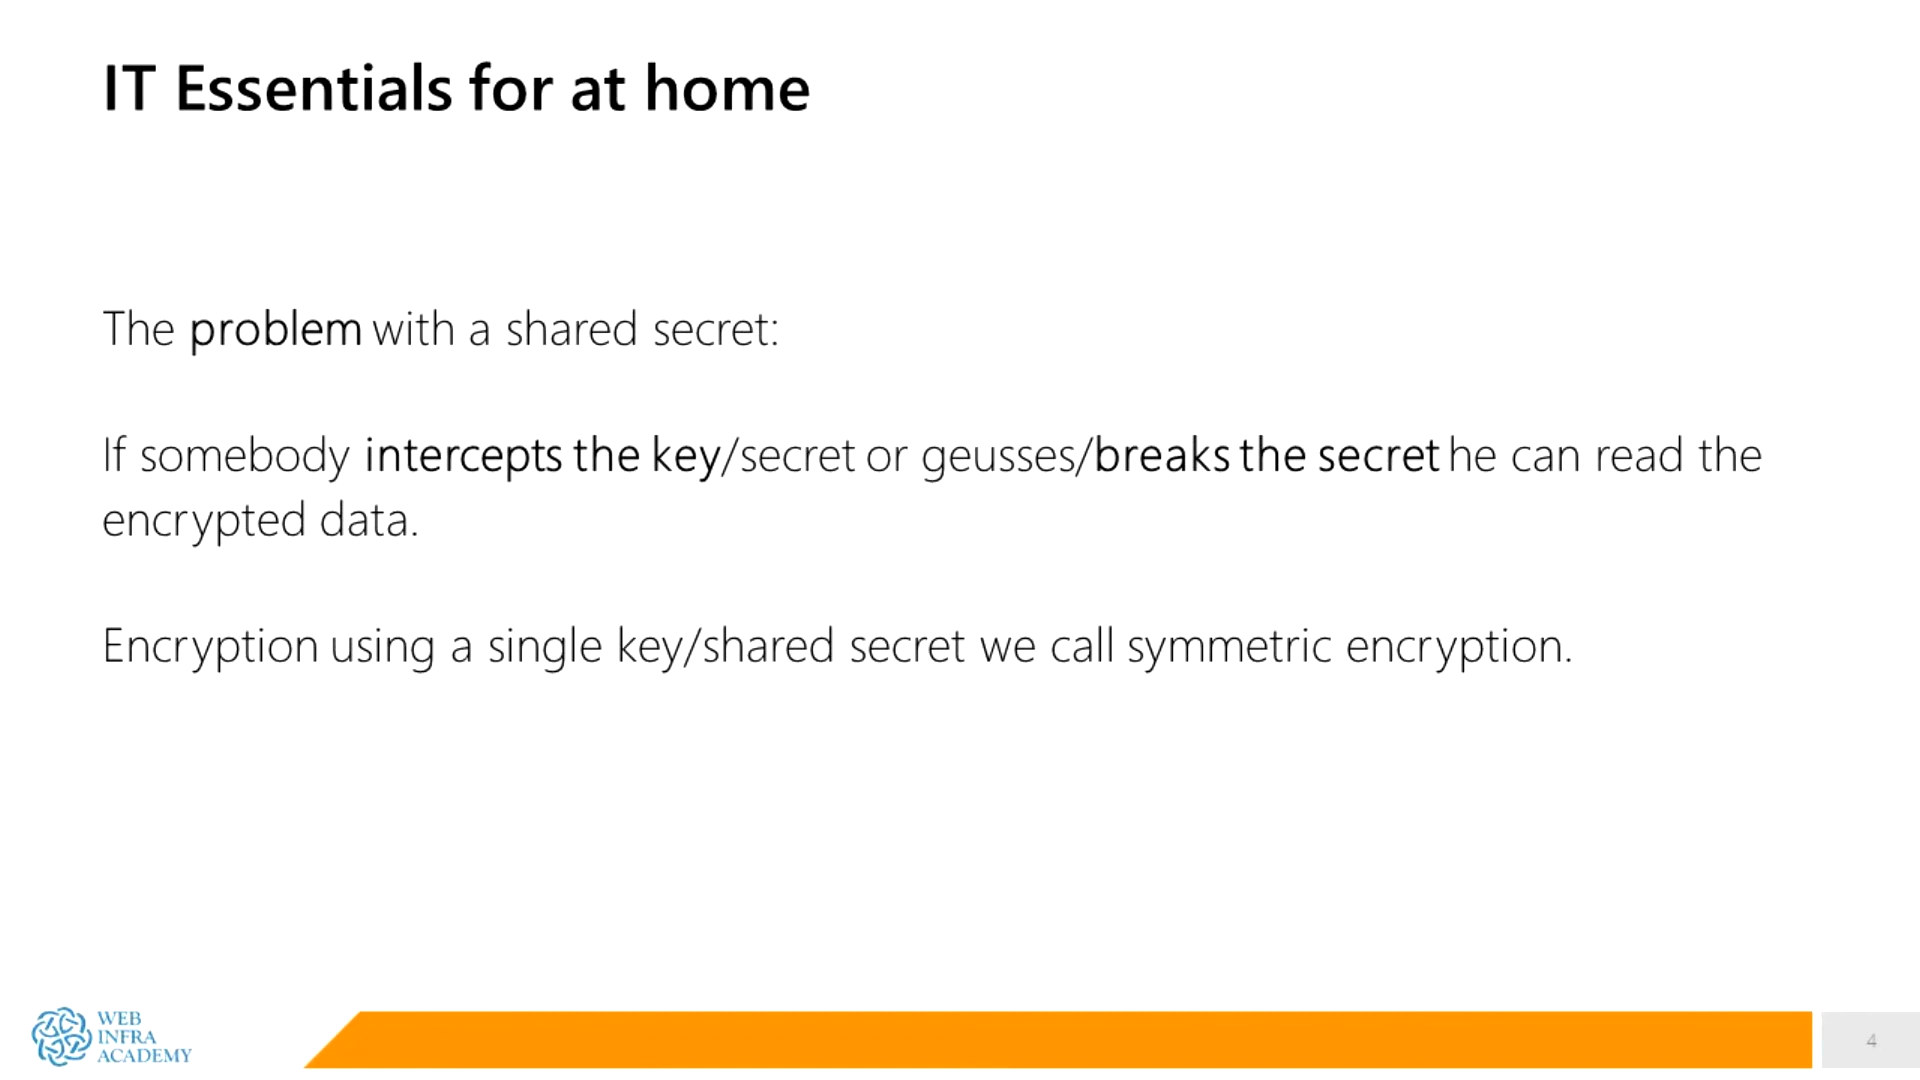 IT Essentials for at home
The problem with a shared secret:
If somebody intercepts the key/secret or geusses/breaks the secret he can read the
encrypted data.
Encryption using a single key/shared secret we call symmetric encryption.
WEB
INFRA
ACADEMY
4